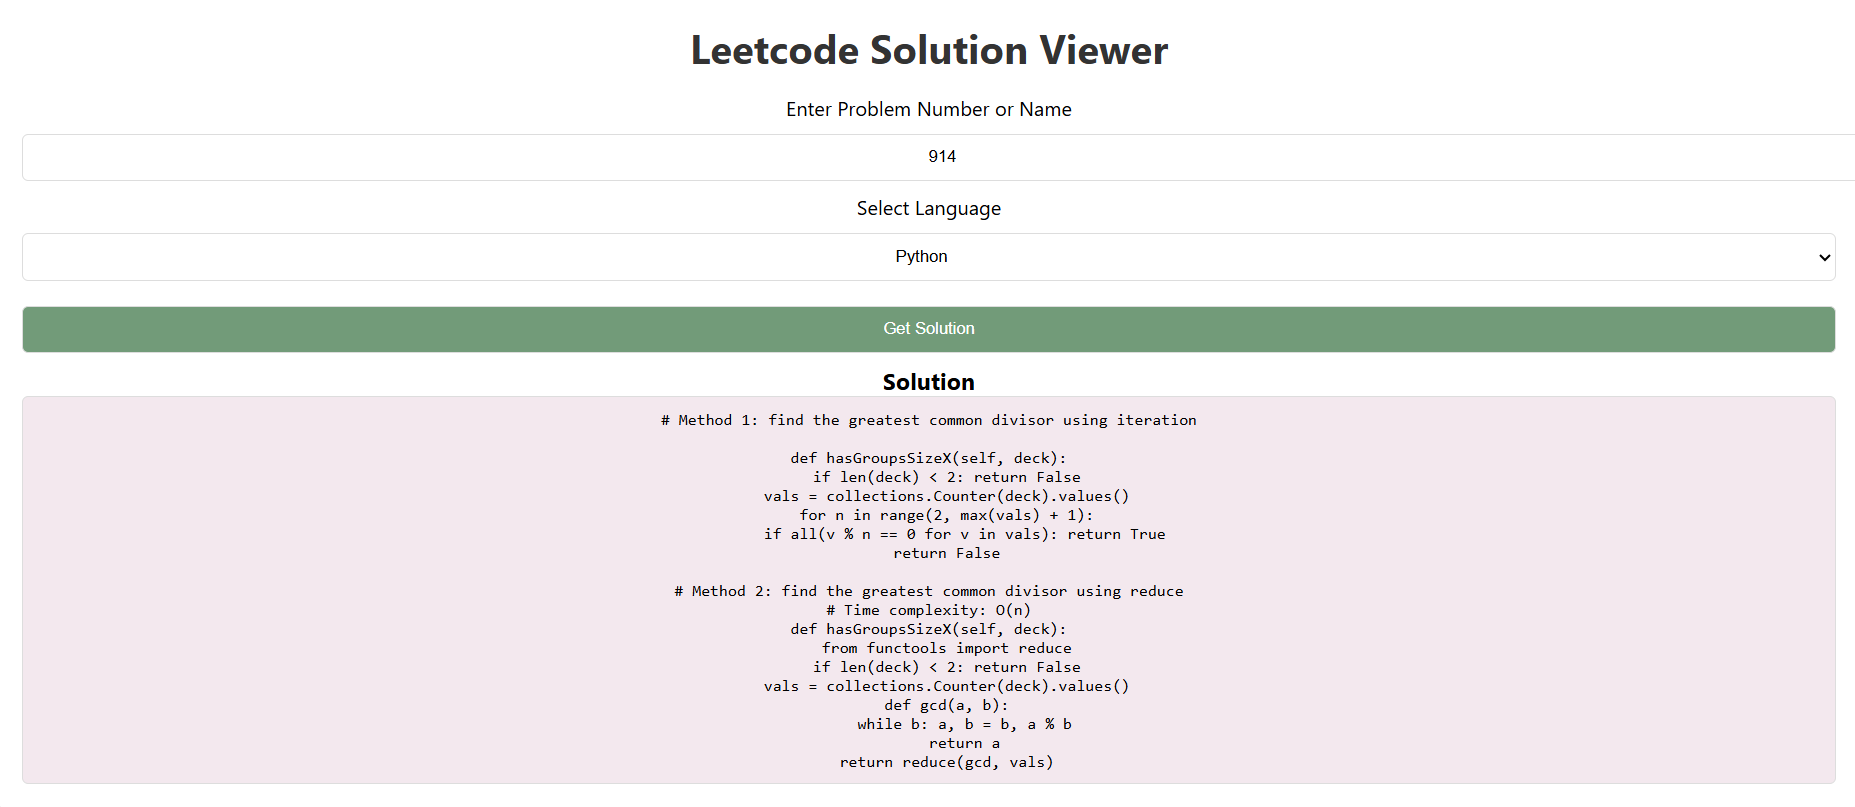 Leetcode Solution Viewer
Enter Problem Number or Name
914
Select Language
Python
Get Solution
Solution
# Method 1: find the greatest common divisor using iteration
def hasGroupsSizeX(self, deck):
if len(deck) < 2: return False
vals = collections.Counter(deck).values()
for n in range(2, max(vals) + 1):
if all(v % n == 0 for v in vals): return True
return False
# Method 2: find the greatest common divisor using reduce
# Time complexity: O(n)
def hasGroupsSizeX(self, deck):
from functools import reduce
if len(deck) < 2: return False
vals = collections.Counter(deck).values()
def gcd(a, b):
while b: a, b = b, a % b
return a
return reduce(gcd, vals)